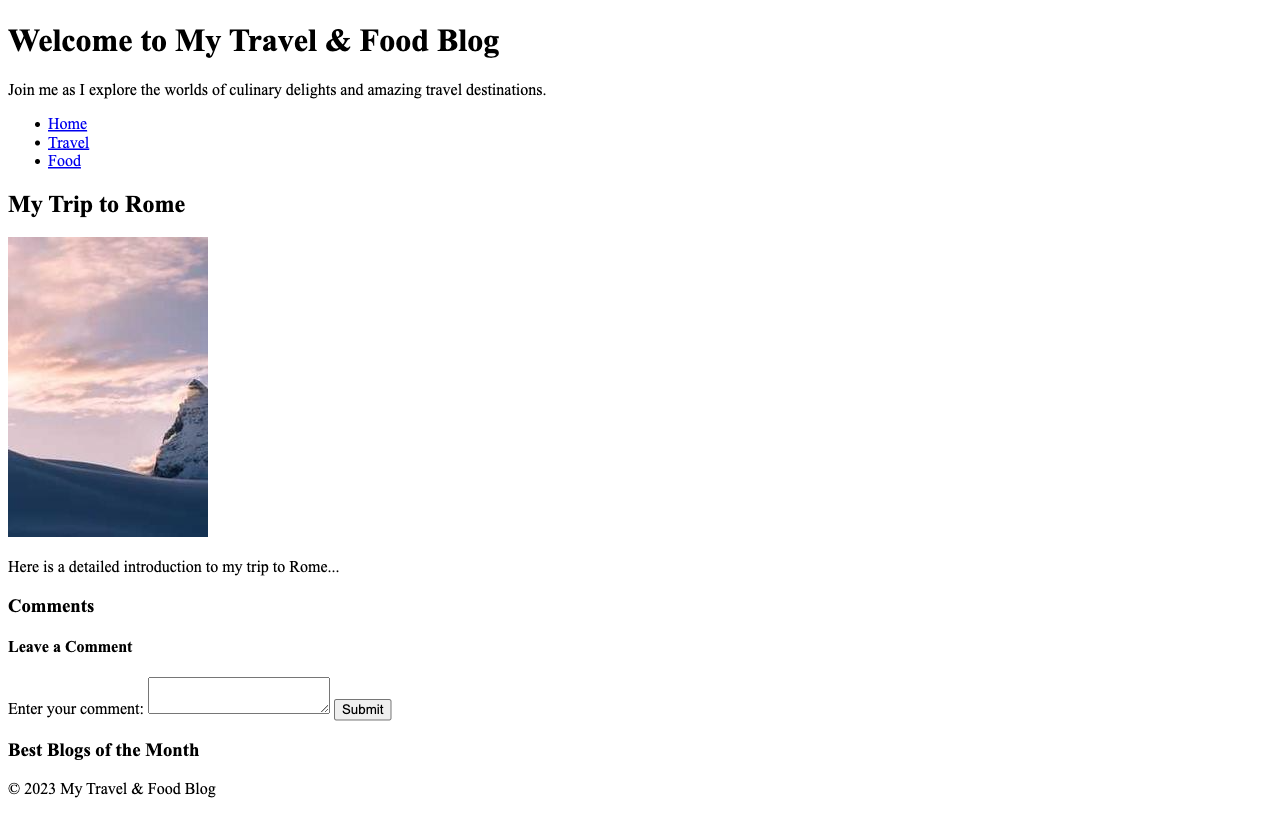 Welcome to My Travel & Food Blog
Join me as I explore the worlds of culinary delights and amazing travel destinations.
Home
Travel
Food
My Trip to Rome
Here is a detailed introduction to my trip to Rome...
Comments
Leave a Comment
Enter your comment: Submit
Best Blogs of the Month
© 2023 My Travel & Food Blog